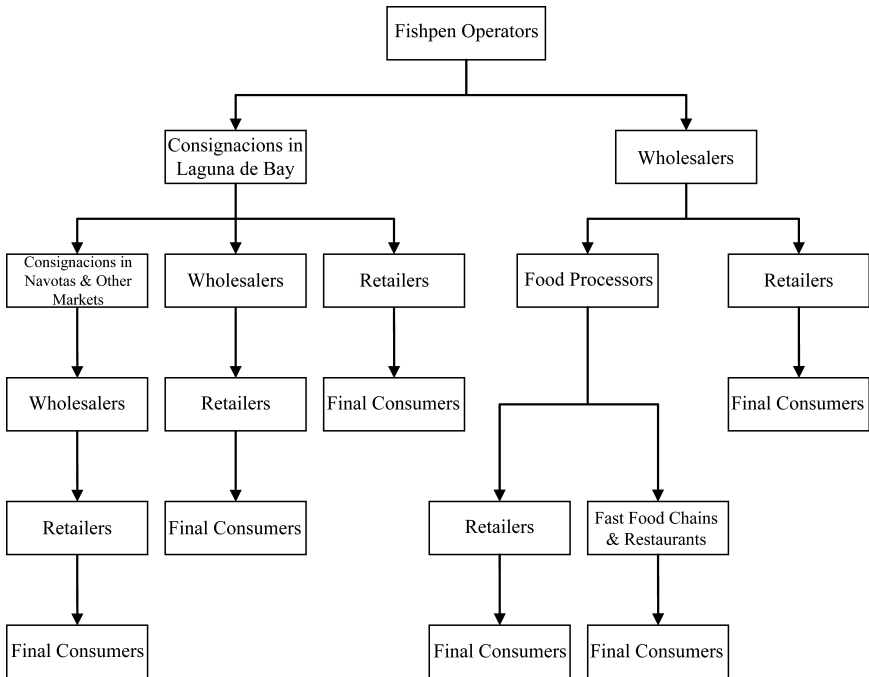 Fishpen Operators
Consignacions in
Laguna de Bay
Wholesalers
Consignacions in
Navotas & Other
Markets
Wholesalers
Retailers
Food Processors
Retailers
Wholesalers
Retailers
Final Consumers
Final Consumers
Retailers
Final Consumers
Retailers
Fast Food Chains
& Restaurants
Final Consumers
Final Consumers
Final Consumers